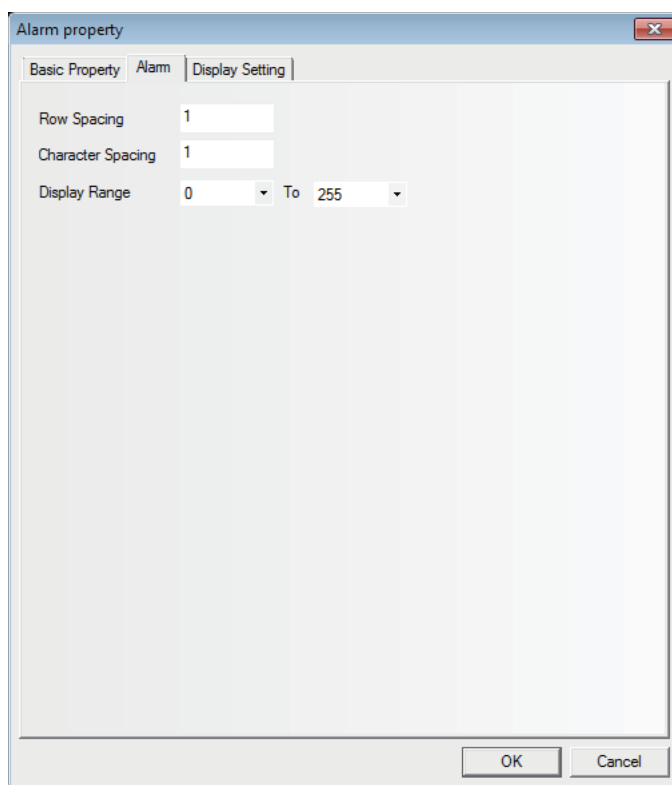 Alarm property
Basic Property Alarm Display Setting
Row Spacing 1
Character Spacing 1
Display Range 0 To 255
OK Cancel